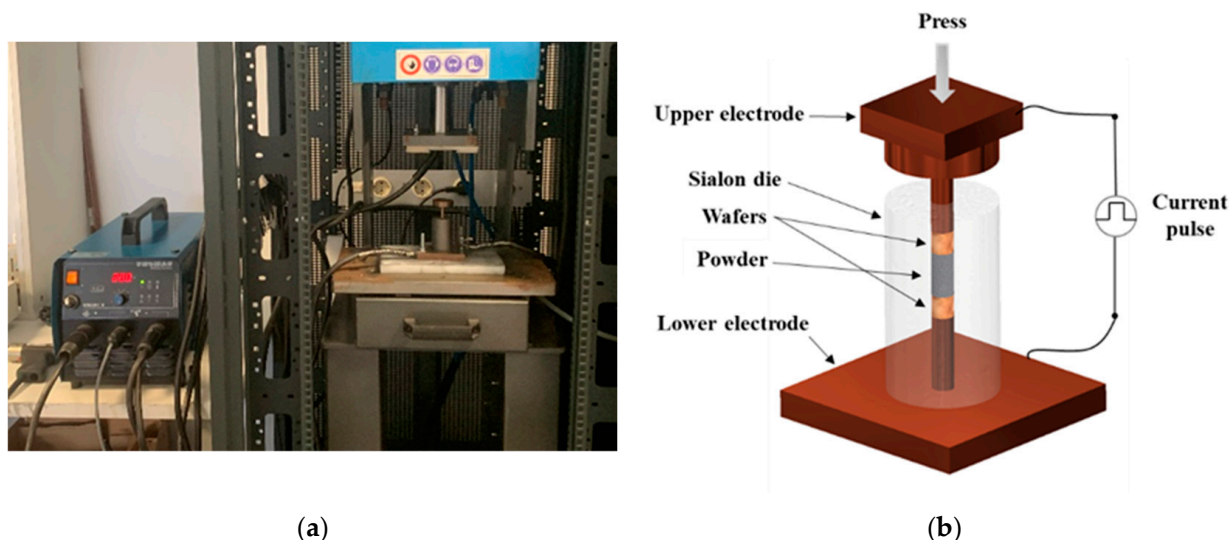 Press
Upper electrode
Sialon die
Wafers
Powder
Lower electrode
Current
pulse
(a)
(b)